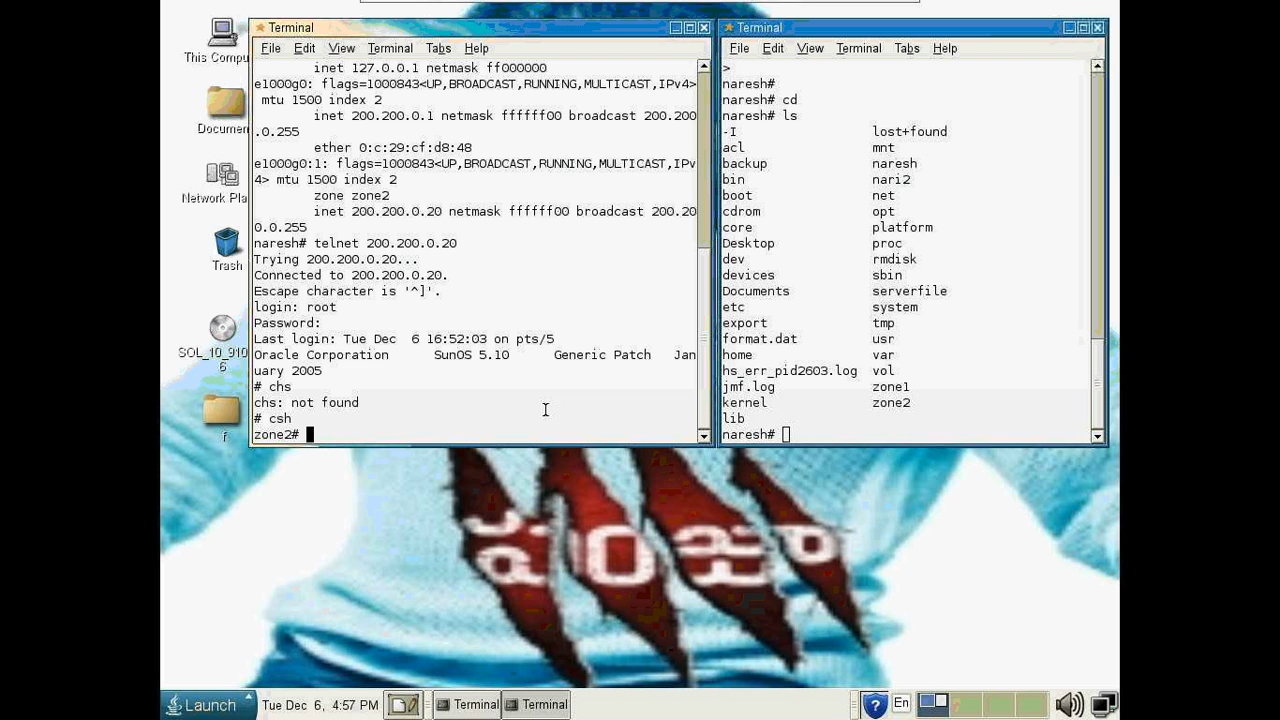 This Compu
Documen
Network Pla
Trash
SOL_10_910
6
f
Terminal
File Edit View Terminal Tabs Help
inet 127.0.0.1 netmask ff000000
e1000g0: flags=1000843<UP,BROADCAST,RUNNING,MULTICAST,IPv4>
mtu 1500 index 2
inet 200.200.0.1 netmask ffffff00 broadcast 200.200
.0.255
ether 0:c:29:cf:d8:48
e1000g0:1: flags=1000843<UP,BROADCAST,RUNNING,MULTICAST,IPv
4> mtu 1500 index 2
zone zone2
inet 200.200.0.20 netmask ffffff00 broadcast 200.20
0.0.255
naresh# telnet 200.200.0.20
Trying 200.200.0.20...
Connected to 200.200.0.20.
Escape character is '^]'.
login: root
Password:
Last login: Tue Dec 6 16:52:03 on pts/5
Oracle Corporation SunOS 5.10 Generic Patch Jan
uary 2005
# chs
chs: not found
# csh
zone2#
Terminal
File Edit View Terminal Tabs Help
>
naresh#
naresh# cd
naresh# ls
-I lost+found
acl mnt
backup naresh
bin nari2
boot net
cdrom opt
core platform
Desktop proc
dev rmdisk
devices sbin
Documents serverfile
etc system
export tmp
format.dat usr
home var
hs_err_pid2603.log vol
jmf.log zone1
kernel zone2
lib
naresh#
Launch Tue Dec 6, 4:57 PM Terminal Terminal En